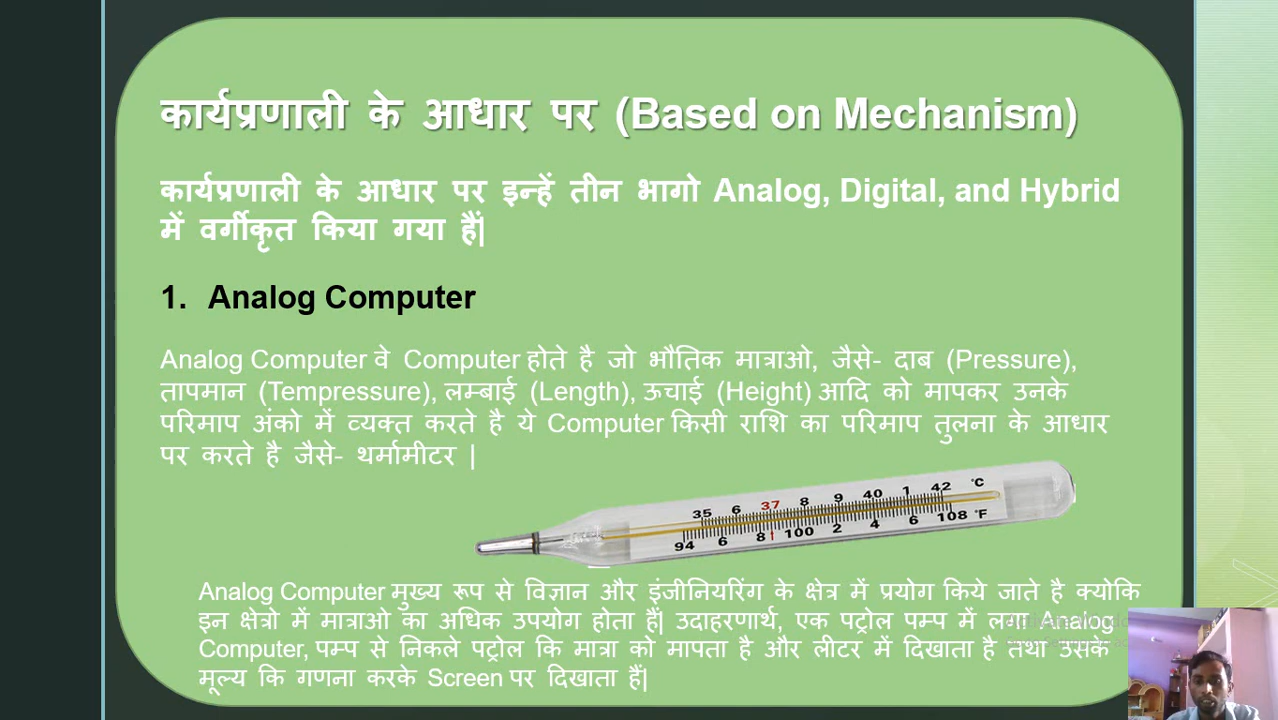 कार्यप्रणाली के आधार पर (Based on Mechanism)
कार्यप्रणाली के आधार पर इन्हें तीन भागो Analog, Digital, and Hybrid
में वर्गीकृत किया गया हैं|
1. Analog Computer
Analog Computer वे Computer होते है जो भौतिक मात्राओ, जैसे- दाब (Pressure),
तापमान (Tempressure), लम्बाई (Length), ऊचाई (Height) आदि को मापकर उनके
परिमाप अंको में व्यक्त करते है ये Computer किसी राशि का परिमाप तुलना के आधार
पर करते है जैसे- थर्मामीटर |
35 6 37 8 9 40 1 42 °C
94 6 8 100 2 4 6 108 °F
Analog Computer मुख्य रूप से विज्ञान और इंजीनियरिंग के क्षेत्र में प्रयोग किये जाते है क्योकि
इन क्षेत्रो में मात्राओ का अधिक उपयोग होता हैं| उदाहरणार्थ, एक पट्रोल पम्प में लगा Analog
Computer, पम्प से निकले पट्रोल कि मात्रा को मापता है और लीटर में दिखाता है तथा उसके
मूल्य कि गणना करके Screen पर दिखाता हैं|